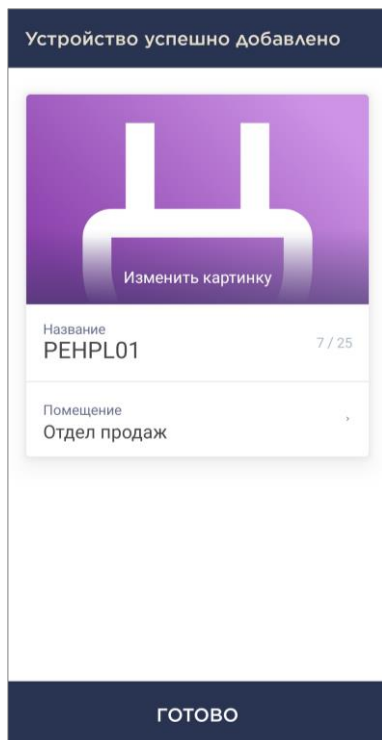 Устройство успешно добавлено
Изменить картинку
Название
PEHPL01
7 / 25
Помещение
Отдел продаж
ГОТОВО